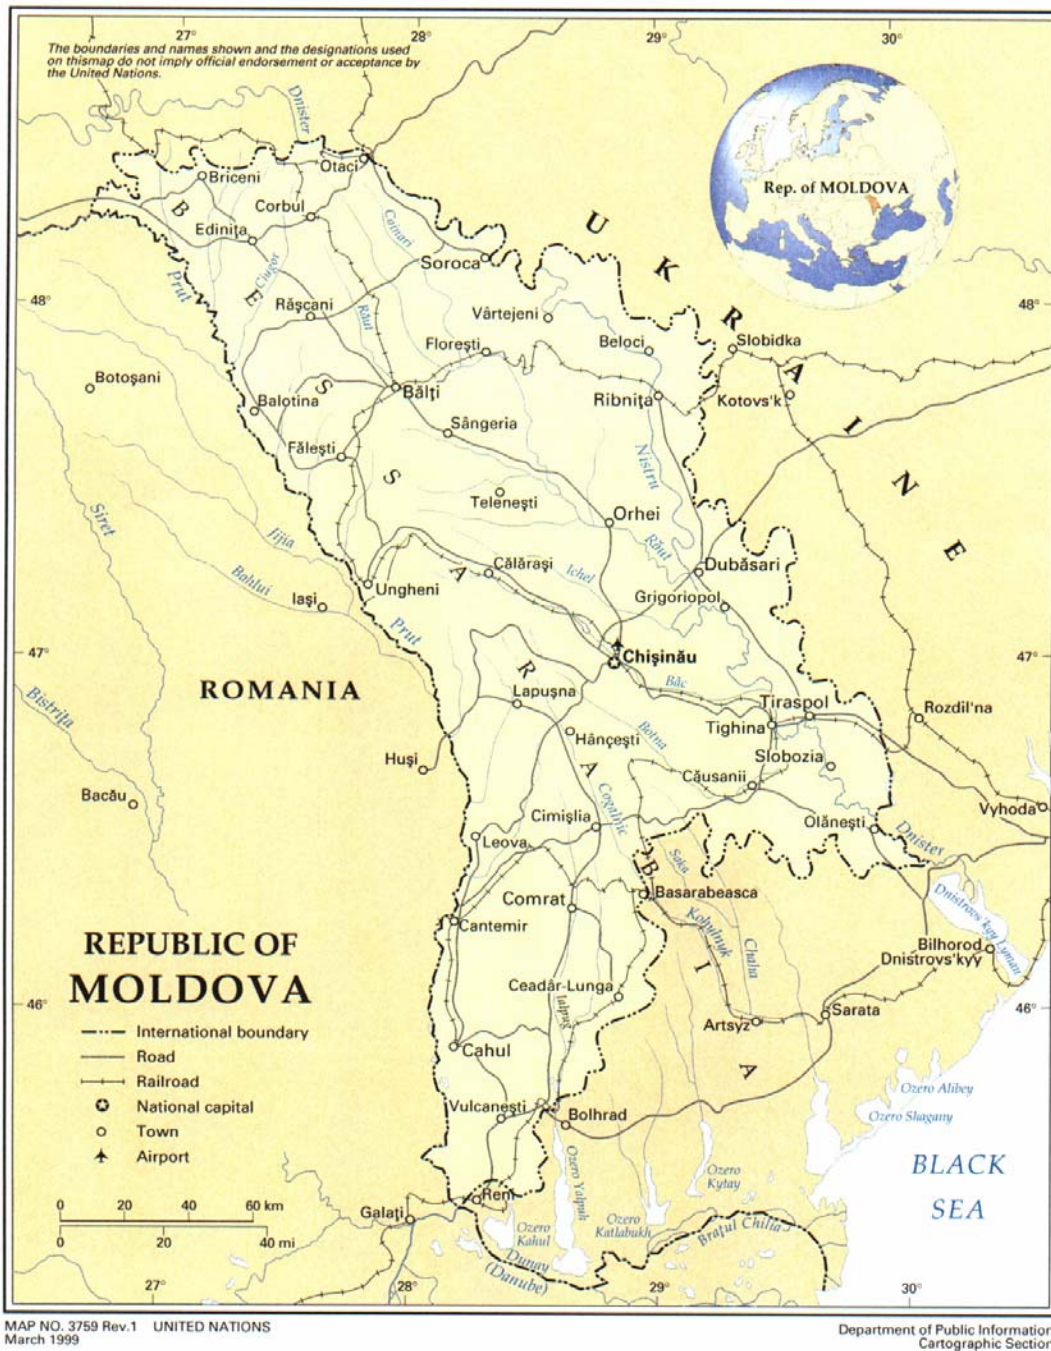 27°
28°
29°
30°
The boundaries and names shown and the designations used
on thismap do not imply official endorsement or acceptance by
the United Nations.
Dnister
Rep. of MOLDOVA
Otaci
Briceni
Corbul
Edinița
Cainari
Soroca
UKRAINE
Prut
Ciugor
48°
48°
Râșcani
Răut
Vârtejeni
Florești
Beloci
Slobidka
Botoșani
Balotina
Bălți
Ribnița
Kotovs'k
Sângeria
Fălești
Nistru
BESSARABIA
Siret
Telenești
Orhei
Jijia
Răut
Bahlui
Călărași
Ichel
Dubăsari
Iași
Ungheni
Grigoriopol
Prut
47°
47°
Chișinău
ROMANIA
Bâc
Bistrița
Lapușna
Tiraspol
Rozdil'na
Hâncești
Botna
Tighina
Huși
Slobozia
Căusanii
Bacău
Cogalnic
Vyhoda
Cimișlia
Olănești
Dnister
Leova
Saka
Basarabeasca
Comrat
Cantemir
Kohylnyk
Dnistrovs'kyy Lyman
REPUBLIC OF
MOLDOVA
Chaha
Bilhorod
Dnistrovs'kyy
Ceadâr-Lunga
46°
46°
Ialpug
Artsyz
Sarata
International boundary
Road
Railroad
National capital
Town
Airport
Cahul
Ozero Alibey
Vulcanești
Bolhrad
Ozero Shagany
BLACK
SEA
Ozero Yalpuh
Ozero
Kytay
0 20 40 60 km
0 20 40 mi
Reni
Galați
Ozero
Kahul
Ozero
Katlabukh
Brațul Chilia
Dunay
(Danube)
27°
28°
29°
30°
MAP NO. 3759 Rev.1 UNITED NATIONS
March 1999
Department of Public Information
Cartographic Section